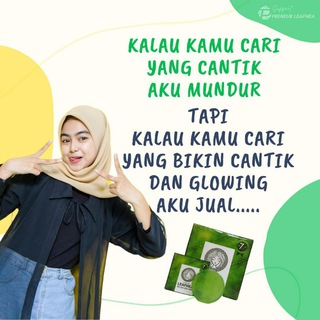 KALAU KAMU CARI
YANG CANTIK
AKU MUNDUR
TAPI
KALAU KAMU CARI
YANG BIKIN CANTIK
DAN GLOWING
AKU JUAL.....